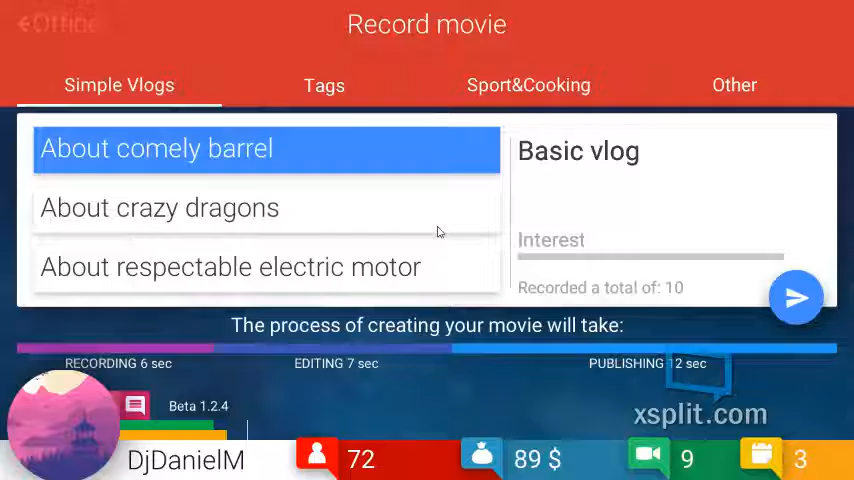 Office
Record movie
Simple Vlogs
Tags
Sport&Cooking
Other
About comely barrel
About crazy dragons
About respectable electric motor
Basic vlog
Interest
Recorded a total of: 10
The process of creating your movie will take:
RECORDING 6 sec
EDITING 7 sec
PUBLISHING 12 sec
Beta 1.2.4
xsplit.com
DjDanielM
72
89 $
9
3